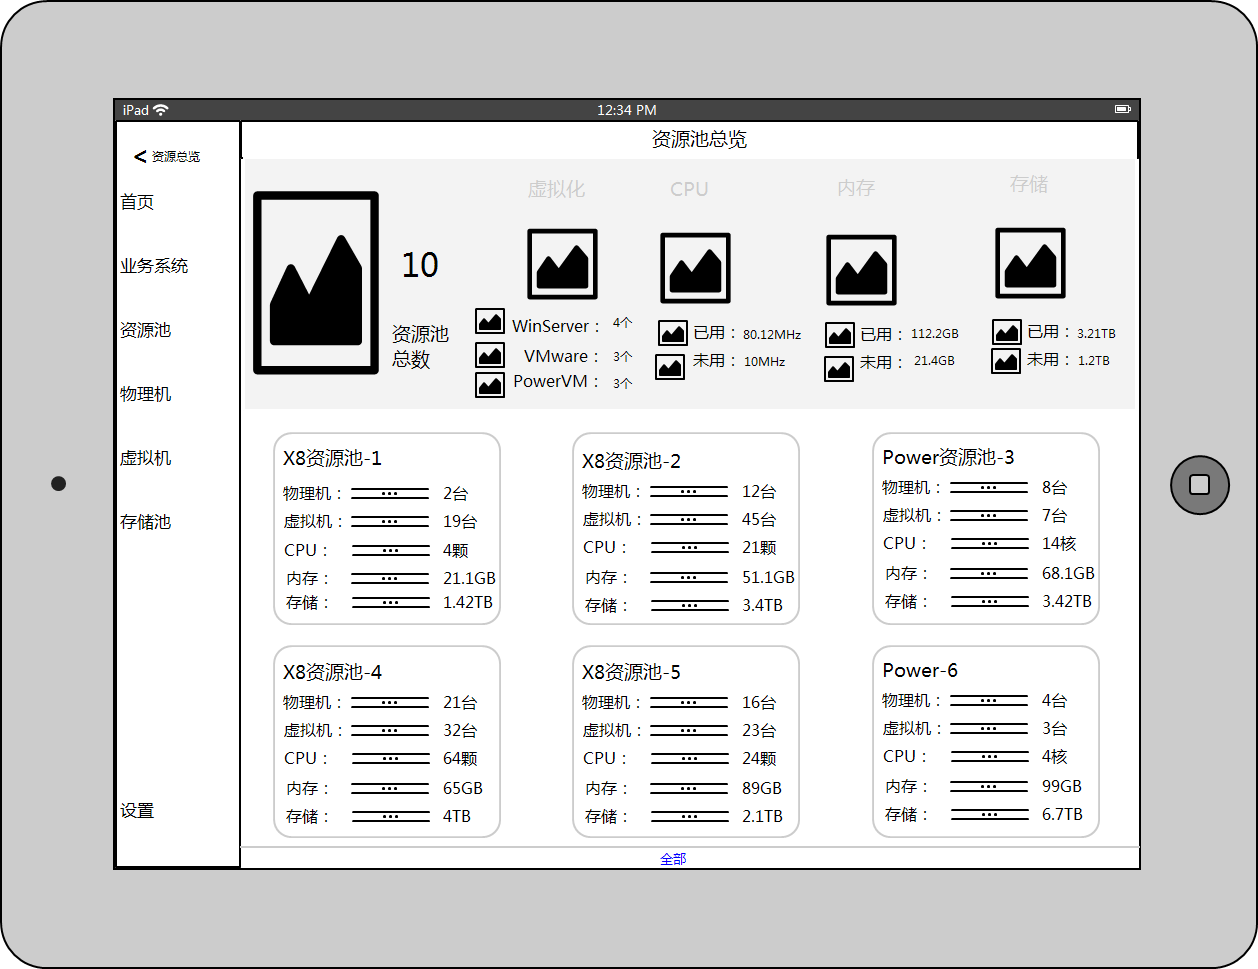 iPad 12:34 PM
< 资源总览
资源池总览
首页
业务系统
资源池
物理机
虚拟机
存储池
设置
10
资源池
总数
虚拟化
WinServer： 4个
VMware： 3个
PowerVM： 3个
CPU
已用：80.12MHz
未用：10MHz
内存
已用：112.2GB
未用：21.4GB
存储
已用：3.21TB
未用：1.2TB
X8资源池-1
物理机： 2台
虚拟机： 19台
CPU： 4颗
内存： 21.1GB
存储： 1.42TB
X8资源池-2
物理机： 12台
虚拟机： 45台
CPU： 21颗
内存： 51.1GB
存储： 3.4TB
Power资源池-3
物理机： 8台
虚拟机： 7台
CPU： 14核
内存： 68.1GB
存储： 3.42TB
X8资源池-4
物理机： 21台
虚拟机： 32台
CPU： 64颗
内存： 65GB
存储： 4TB
X8资源池-5
物理机： 16台
虚拟机： 23台
CPU： 24颗
内存： 89GB
存储： 2.1TB
Power-6
物理机： 4台
虚拟机： 3台
CPU： 4核
内存： 99GB
存储： 6.7TB
全部